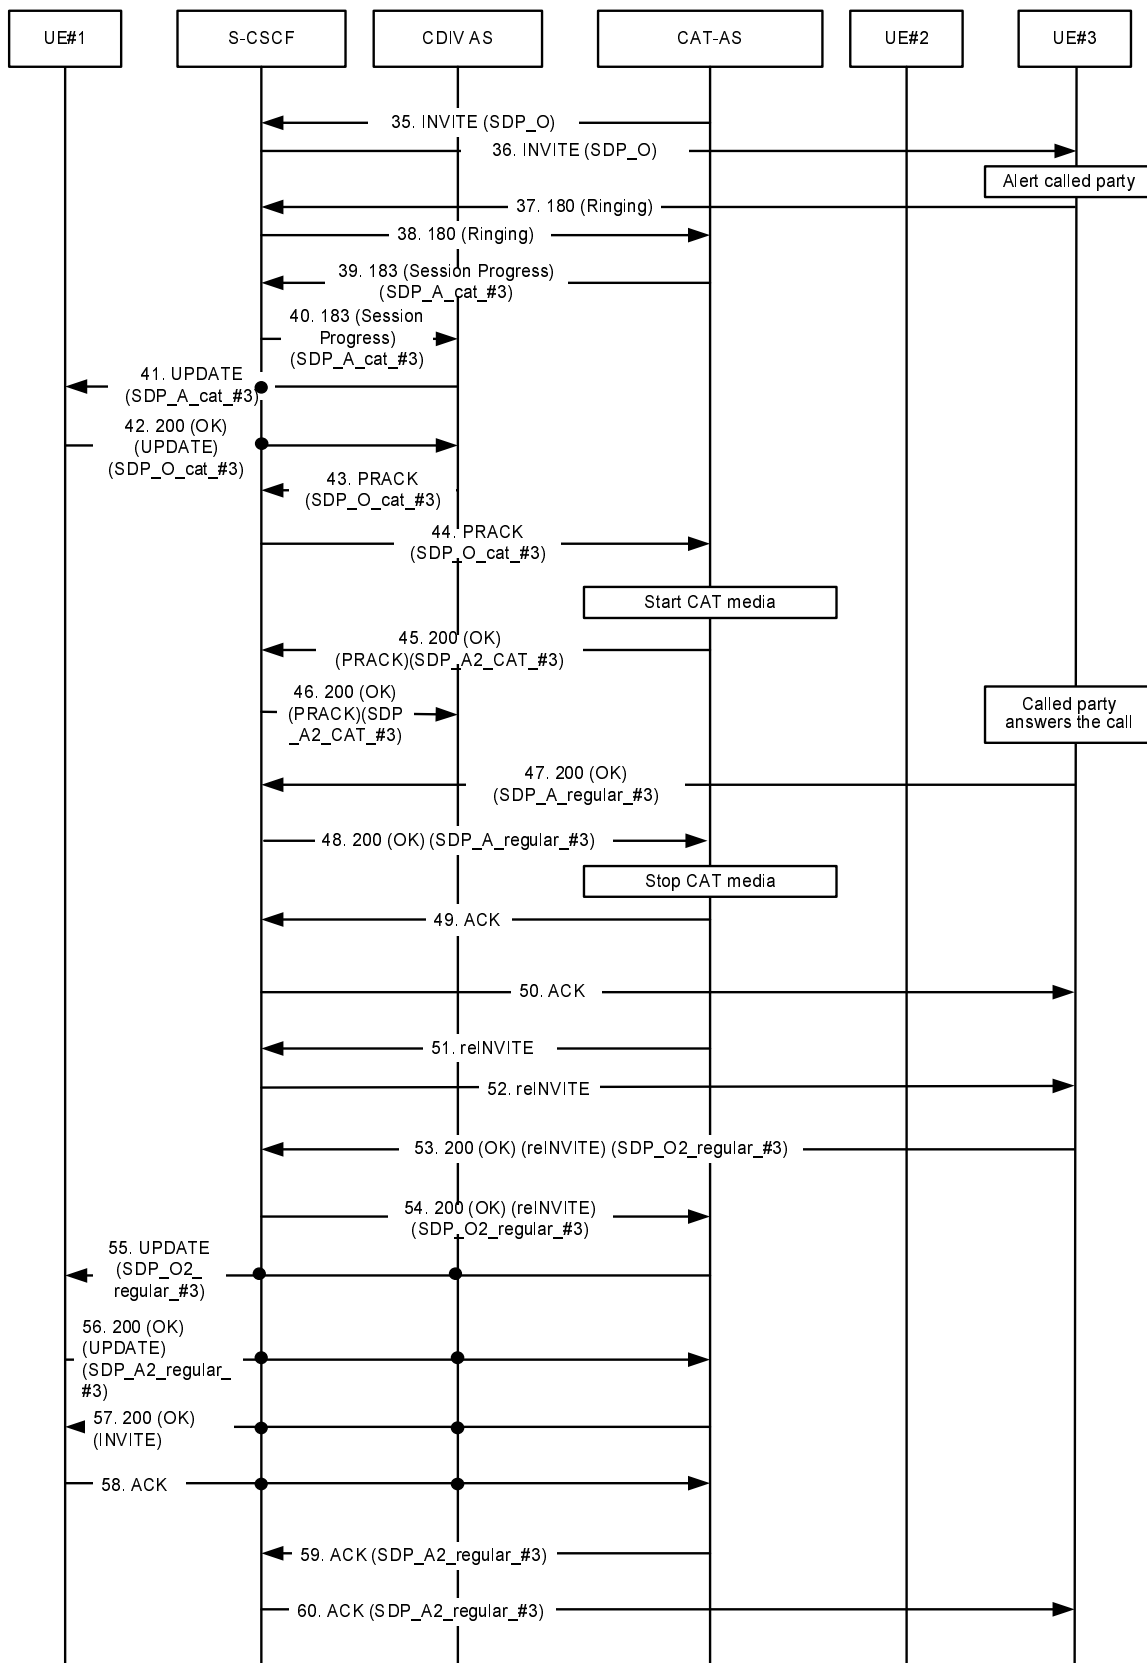 UE#1
S-CSCF
CDIV AS
CAT-AS
UE#2
UE#3
35. INVITE (SDP_O)
36. INVITE (SDP_O)
Alert called party
37. 180 (Ringing)
38. 180 (Ringing)
39. 183 (Session Progress)
(SDP_A_cat_#3)
40. 183 (Session
Progress)
(SDP_A_cat_#3)
41. UPDATE
(SDP_A_cat_#3)
42. 200 (OK)
(UPDATE)
(SDP_O_cat_#3)
43. PRACK
(SDP_O_cat_#3)
44. PRACK
(SDP_O_cat_#3)
Start CAT media
45. 200 (OK)
(PRACK)(SDP_A2_CAT_#3)
46. 200 (OK)
(PRACK)(SDP
_A2_CAT_#3)
Called party
answers the call
47. 200 (OK)
(SDP_A_regular_#3)
48. 200 (OK) (SDP_A_regular_#3)
Stop CAT media
49. ACK
50. ACK
51. reINVITE
52. reINVITE
53. 200 (OK) (reINVITE) (SDP_O2_regular_#3)
54. 200 (OK) (reINVITE)
(SDP_O2_regular_#3)
55. UPDATE
(SDP_O2_
regular_#3)
56. 200 (OK)
(UPDATE)
(SDP_A2_regular_
#3)
57. 200 (OK)
(INVITE)
58. ACK
59. ACK (SDP_A2_regular_#3)
60. ACK (SDP_A2_regular_#3)